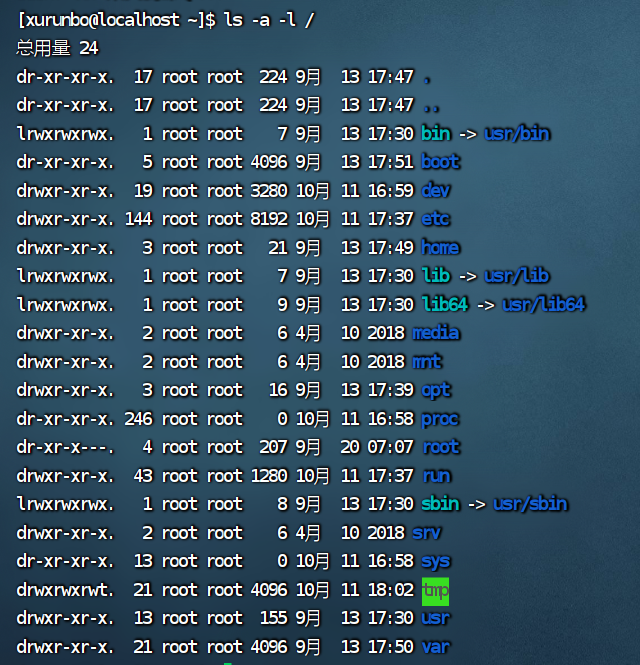 [xurunbo@localhost ~]$ ls -a -l /
总用量 24
dr-xr-xr-x.  17 root root  224 9月  13 17:47 .
dr-xr-xr-x.  17 root root  224 9月  13 17:47 ..
lrwxrwxrwx.   1 root root    7 9月  13 17:30 bin -> usr/bin
dr-xr-xr-x.   5 root root 4096 9月  13 17:51 boot
drwxr-xr-x.  19 root root 3280 10月 11 16:59 dev
drwxr-xr-x. 144 root root 8192 10月 11 17:37 etc
drwxr-xr-x.   3 root root   21 9月  13 17:49 home
lrwxrwxrwx.   1 root root    7 9月  13 17:30 lib -> usr/lib
lrwxrwxrwx.   1 root root    9 9月  13 17:30 lib64 -> usr/lib64
drwxr-xr-x.   2 root root    6 4月  10 2018 media
drwxr-xr-x.   2 root root    6 4月  10 2018 mnt
drwxr-xr-x.   3 root root   16 9月  13 17:39 opt
dr-xr-xr-x. 246 root root    0 10月 11 16:58 proc
dr-xr-x---.   4 root root  207 9月  20 07:07 root
drwxr-xr-x.  43 root root 1280 10月 11 17:37 run
lrwxrwxrwx.   1 root root    8 9月  13 17:30 sbin -> usr/sbin
drwxr-xr-x.   2 root root    6 4月  10 2018 srv
dr-xr-xr-x.  13 root root    0 10月 11 16:58 sys
drwxrwxrwt.  21 root root 4096 10月 11 18:02 tmp
drwxr-xr-x.  13 root root  155 9月  13 17:30 usr
drwxr-xr-x.  21 root root 4096 9月  13 17:50 var